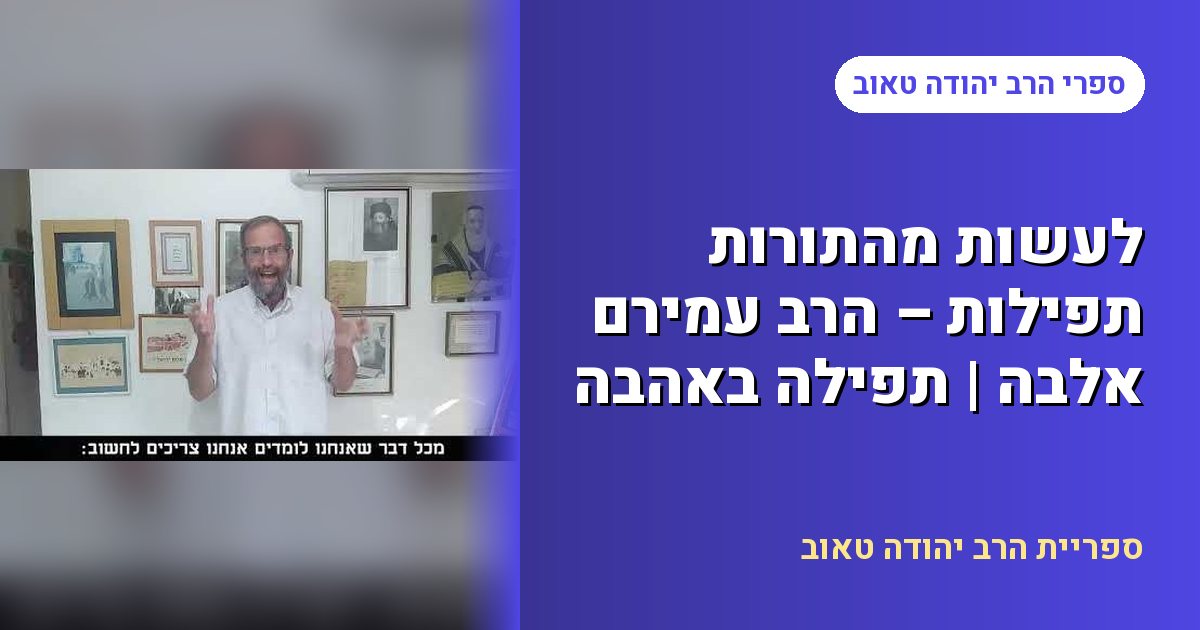 ספרי הרב יהודה טאוב
לעשות מהתורות
תפילות – הרב עמירם
אלבה | תפילה באהבה
ספריית הרב יהודה טאוב
מכל דבר שאנחנו לומדים אנחנו צריכים לחשוב: